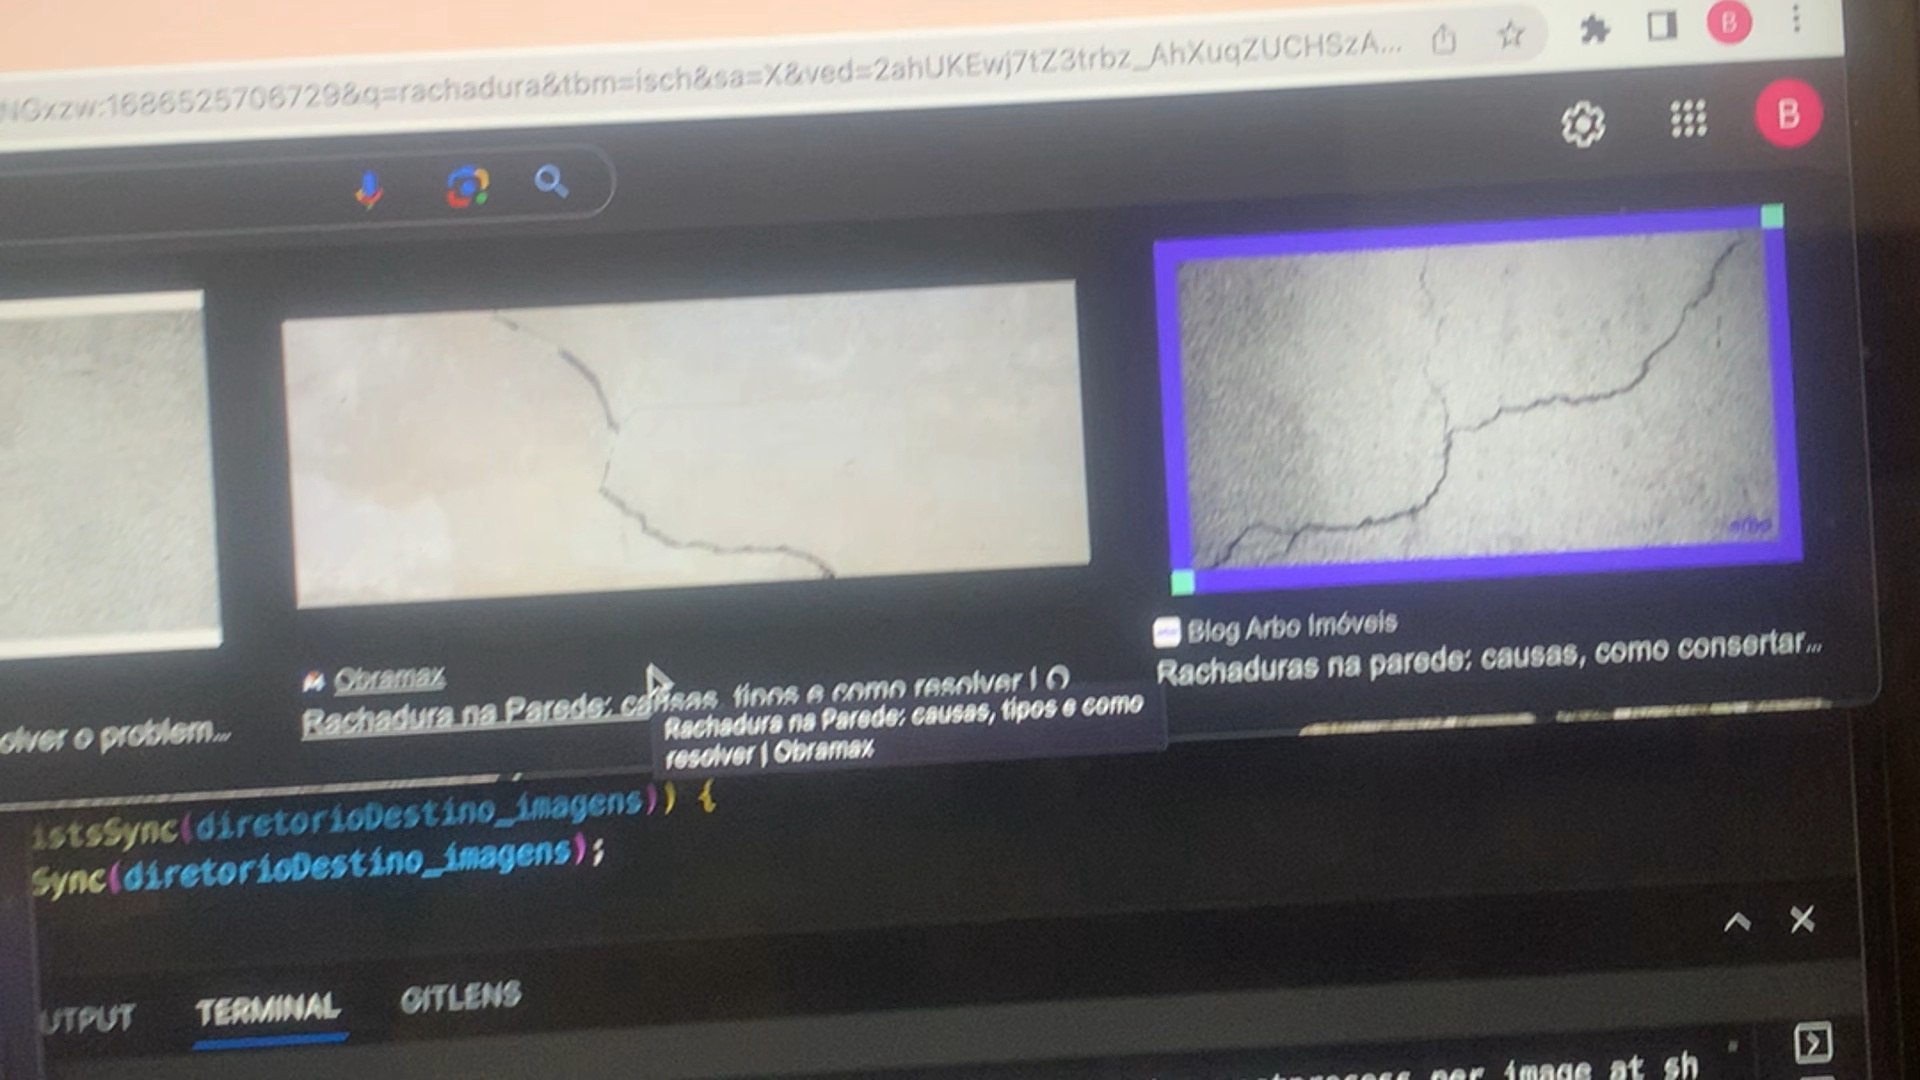 NGxzw:1686525706729&q=rachadura&tbm=isch&sa=X&ved=2ahUKEwj7tZ3trbz_AhXuqZUCHSzA...
B
B
arbo
Blog Arbo Imóveis
Rachaduras na parede: causas, como consertar...
Obramax
Rachadura na Parede: causas, tipos e como resolver | O
Rachadura na Parede: causas, tipos e como
resolver | Obramax
olver o problem...
istsSync(diretorioDestino_imagens)) {
Sync(diretorioDestino_imagens);
UTPUT
TERMINAL
GITLENS
per image at sh